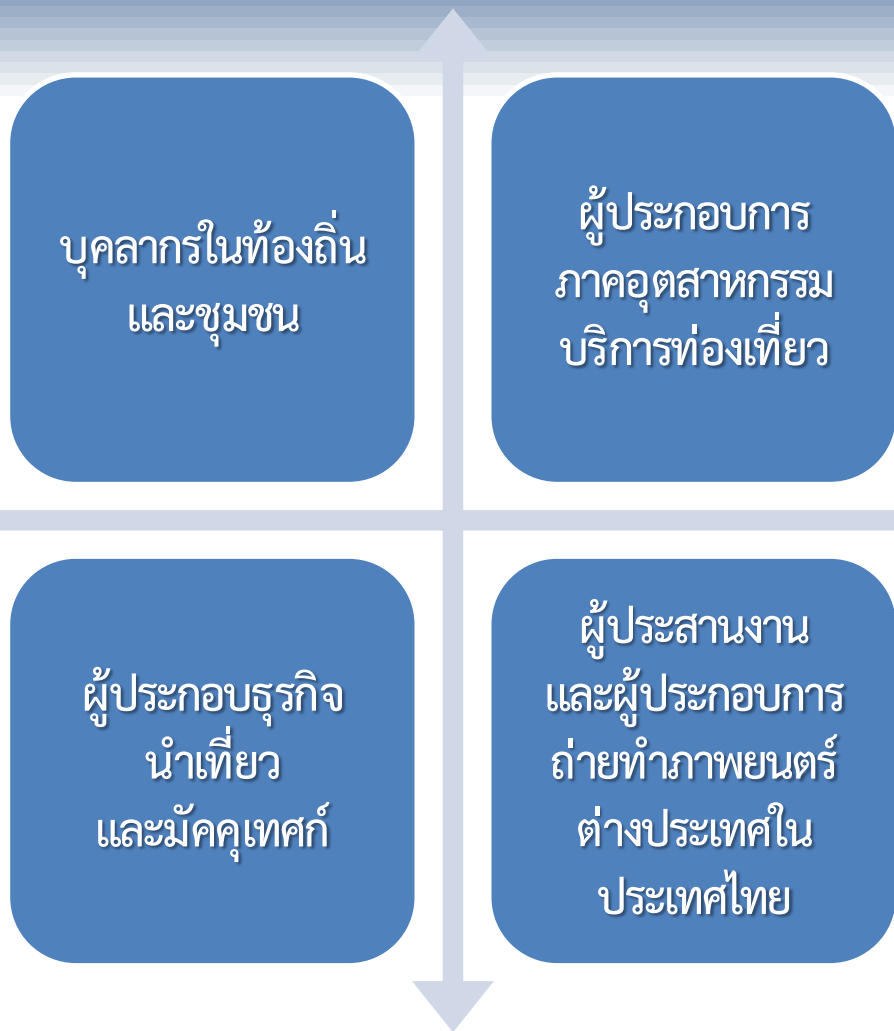 บุคลากรในท้องถิ่น
และชุมชน
ผู้ประกอบการ
ภาคอุตสาหกรรม
บริการท่องเที่ยว
ผู้ประกอบธุรกิจ
นำเที่ยว
และมัคคุเทศก์
ผู้ประสานงาน
และผู้ประกอบการ
ถ่ายทำภาพยนตร์
ต่างประเทศใน
ประเทศไทย